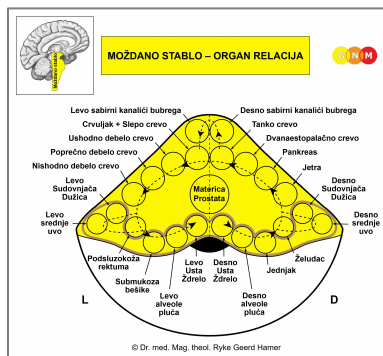 Moždano stablo
MOŽDANO STABLO – ORGAN RELACIJA
GNM
Levo sabirni kanalići bubrega
Desno sabirni kanalići bubrega
Crvuljak + Slepo crevo
Tanko crevo
Ushodno debelo crevo
Dvanaestopalačno crevo
Poprečno debelo crevo
Pankreas
Nishodno debelo crevo
Jetra
Levo
Sudovnjača
Dužica
Desno
Sudovnjača
Dužica
Materica
Prostata
Levo
srednje
uvo
Desno
srednje
uvo
Podsluzokoža
rektuma
Submukoza
bešike
Levo
alveole
pluća
Levo
Usta
Ždrelo
Desno
Usta
Ždrelo
Desno
alveole
pluća
Jednjak
Želudac
L
D
© Dr. med. Mag. theol. Ryke Geerd Hamer